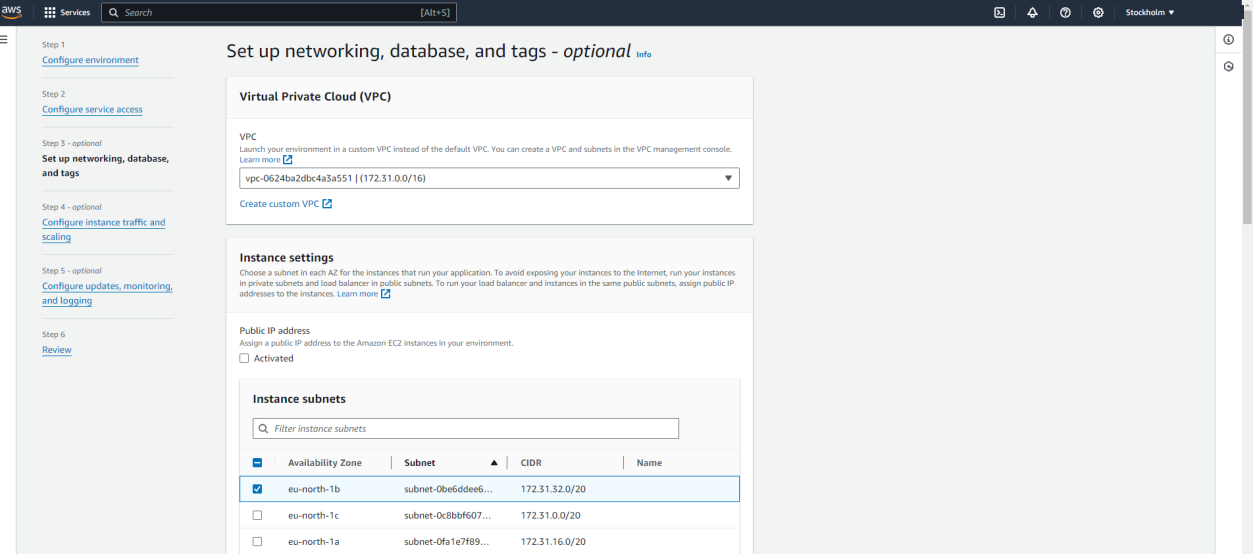 aws
Services
Search
[Alt+S]
Stockholm ▼
Step 1
Configure environment
Step 2
Configure service access
Step 3 - optional
Set up networking, database,
and tags
Step 4 - optional
Configure instance traffic and
scaling
Step 5 - optional
Configure updates, monitoring,
and logging
Step 6
Review
Set up networking, database, and tags - optional Info
Virtual Private Cloud (VPC)
VPC
Launch your environment in a custom VPC instead of the default VPC. You can create a VPC and subnets in the VPC management console.
Learn more
vpc-0624ba2dbc4a3a551 | (172.31.0.0/16)
Create custom VPC
Instance settings
Choose a subnet in each AZ for the instances that run your application. To avoid exposing your instances to the Internet, run your instances
in private subnets and load balancer in public subnets. To run your load balancer and instances in the same public subnets, assign public IP
addresses to the instances. Learn more
Public IP address
Assign a public IP address to the Amazon EC2 instances in your environment.
Activated
Instance subnets
Filter instance subnets
Availability Zone Subnet CIDR Name
eu-north-1b subnet-0be6ddee6... 172.31.32.0/20
eu-north-1c subnet-0c8bbf607... 172.31.0.0/20
eu-north-1a subnet-0fa1e7f89... 172.31.16.0/20